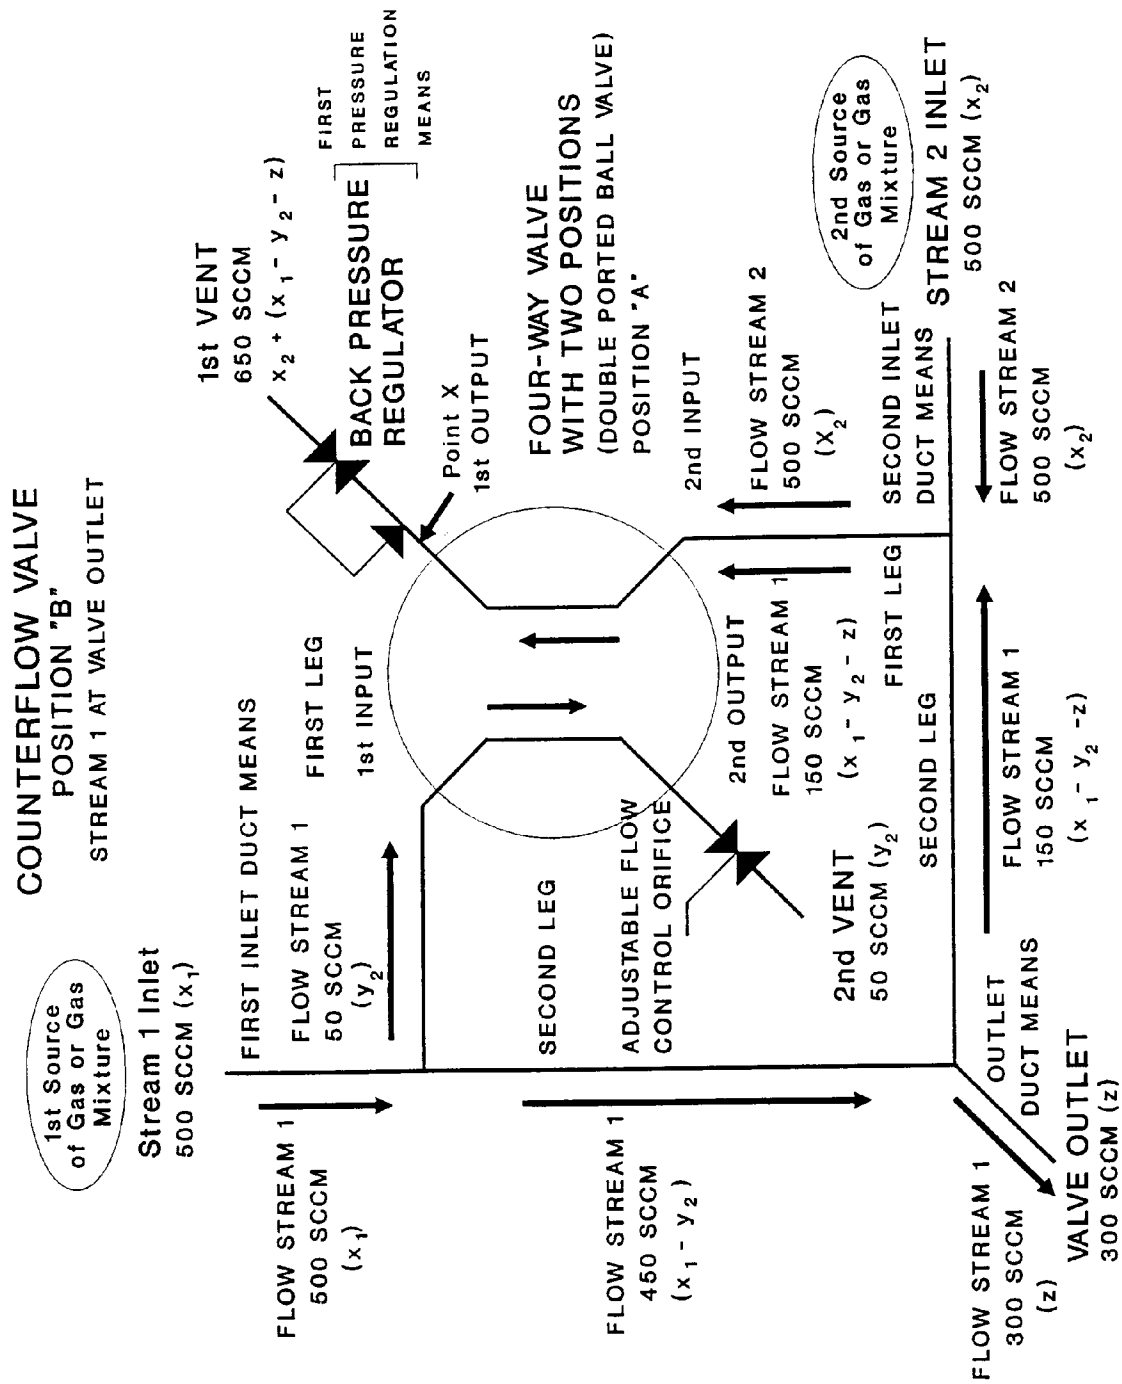 COUNTERFLOW VALVE
POSITION "B"
STREAM 1 AT VALVE OUTLET
1st Source
of Gas or Gas
Mixture
Stream 1 Inlet
500 SCCM (x1)
FLOW STREAM 1
500 SCCM
(x1)
FIRST INLET DUCT MEANS
FLOW STREAM 1
50 SCCM
(y2)
FIRST LEG
1st INPUT
1st VENT
650 SCCM
x2 + (x1 - y2 - z)
BACK PRESSURE
REGULATOR
FIRST
PRESSURE
REGULATION
MEANS
Point X
1st OUTPUT
FOUR-WAY VALVE
WITH TWO POSITIONS
(DOUBLE PORTED BALL VALVE)
POSITION "A"
SECOND LEG
ADJUSTABLE FLOW
CONTROL ORIFICE
FLOW STREAM 1
450 SCCM
(x1 - y2)
2nd VENT
50 SCCM (y2)
2nd OUTPUT
FLOW STREAM 1
150 SCCM
(x1 - y2 - z)
2nd INPUT
FLOW STREAM 2
500 SCCM
(X2)
FIRST LEG
SECOND LEG
SECOND INLET
DUCT MEANS
2nd Source
of Gas or Gas
Mixture
STREAM 2 INLET
500 SCCM (x2)
FLOW STREAM 2
500 SCCM
(x2)
FLOW STREAM 1
150 SCCM
(x1 - y2 -z)
OUTLET
DUCT MEANS
VALVE OUTLET
300 SCCM (z)
FLOW STREAM 1
300 SCCM
(z)